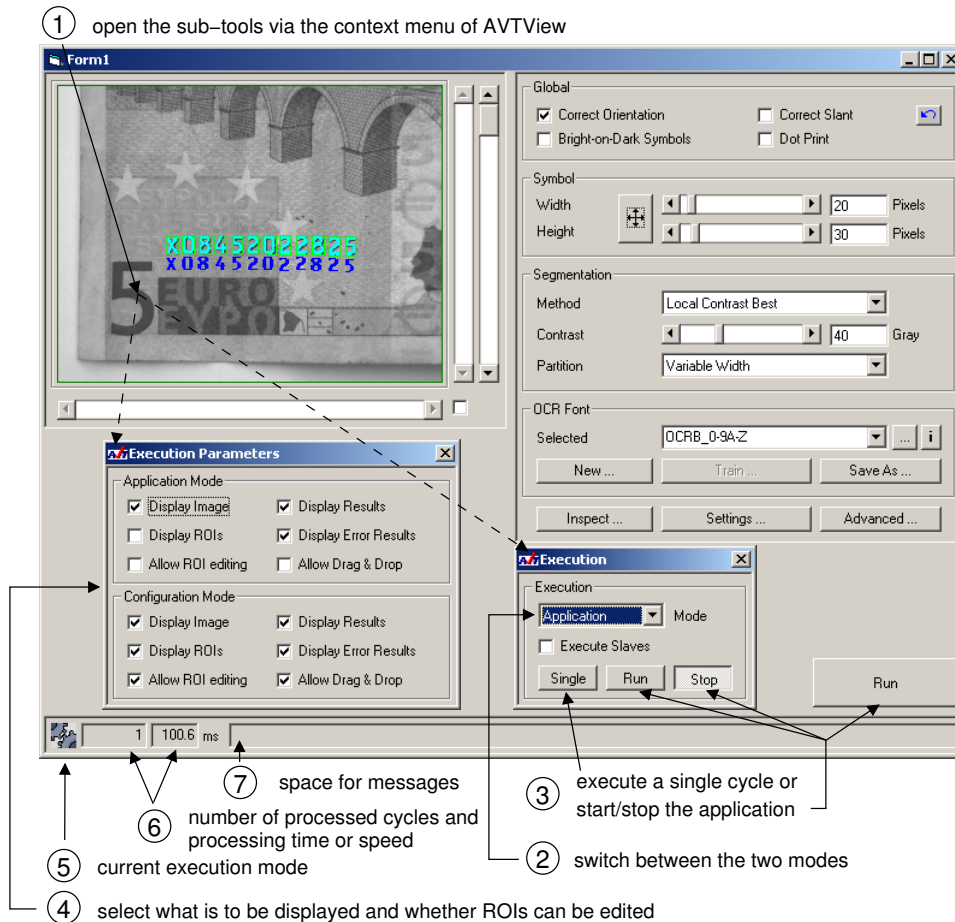 1 open the sub-tools via the context menu of AVTView
Form1
Global
Correct Orientation Correct Slant
Bright-on-Dark Symbols Dot Print
Symbol
Width 20 Pixels
Height 30 Pixels
X08452022825
X08452022825
Segmentation
Method Local Contrast Best
Contrast 40 Gray
Partition Variable Width
5 EURO
ΕΥΡΩ
OCR Font
Selected OCRB_0-9A-Z ... i
New ... Train ... Save As ...
Inspect ... Settings ... Advanced ...
Execution Parameters
Application Mode
Display Image Display Results
Display ROIs Display Error Results
Allow ROI editing Allow Drag & Drop
Configuration Mode
Display Image Display Results
Display ROIs Display Error Results
Allow ROI editing Allow Drag & Drop
Execution
Execution
Application Mode
Execute Slaves
Single Run Stop
Run
1 100.6 ms
7 space for messages
3 execute a single cycle or
start/stop the application
6 number of processed cycles and
processing time or speed
2 switch between the two modes
5 current execution mode
4 select what is to be displayed and whether ROIs can be edited